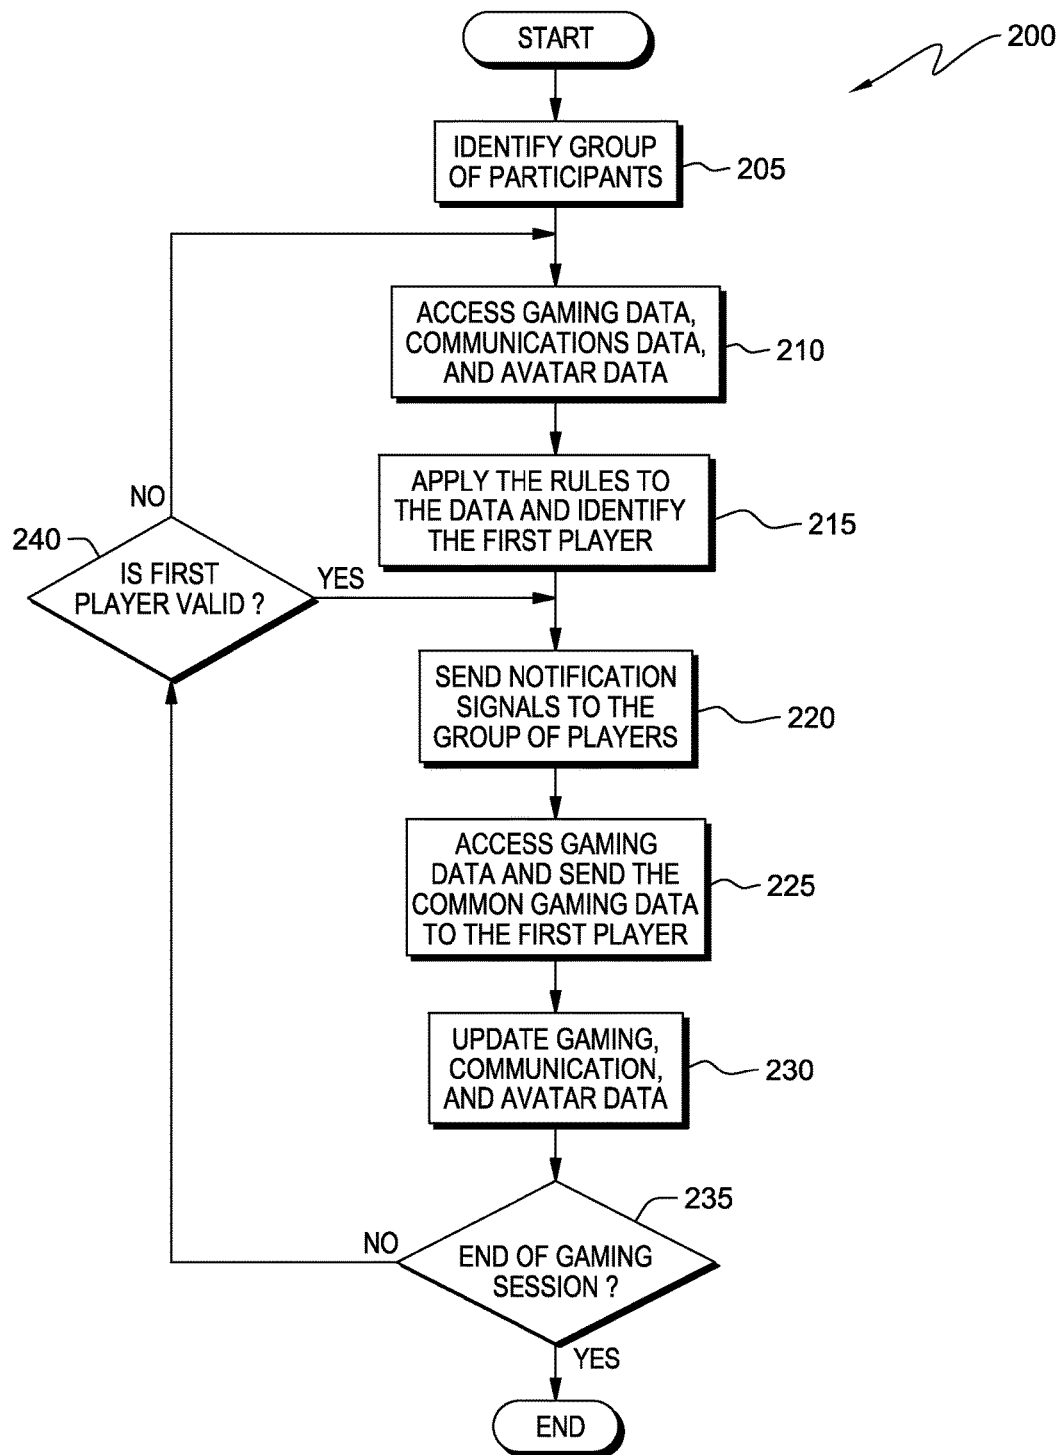 START
200
IDENTIFY GROUP
OF PARTICIPANTS
205
ACCESS GAMING DATA,
COMMUNICATIONS DATA,
AND AVATAR DATA
210
APPLY THE RULES TO
THE DATA AND IDENTIFY
THE FIRST PLAYER
215
NO
240
IS FIRST
PLAYER VALID ?
YES
SEND NOTIFICATION
SIGNALS TO THE
GROUP OF PLAYERS
220
ACCESS GAMING
DATA AND SEND THE
COMMON GAMING DATA
TO THE FIRST PLAYER
225
UPDATE GAMING,
COMMUNICATION,
AND AVATAR DATA
230
235
NO
END OF GAMING
SESSION ?
YES
END